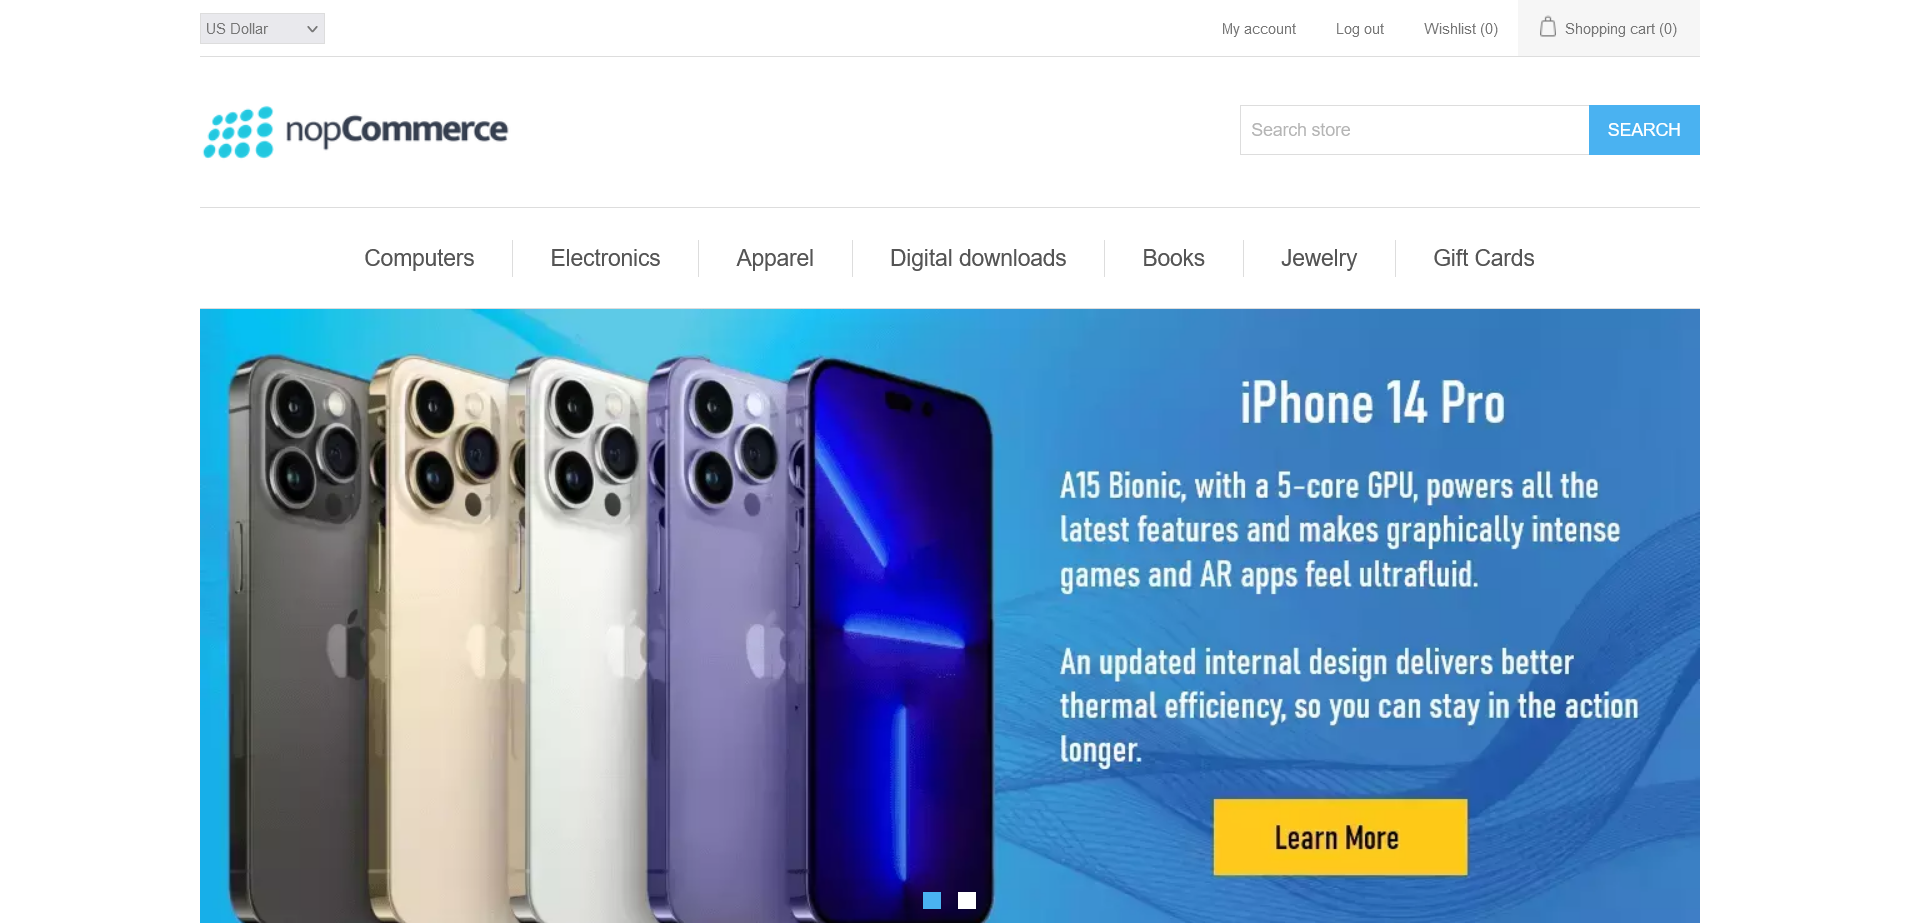 US Dollar
My account
Log out
Wishlist (0)
Shopping cart (0)
nopCommerce
Search store
SEARCH
Computers
Electronics
Apparel
Digital downloads
Books
Jewelry
Gift Cards
iPhone 14 Pro
A15 Bionic, with a 5-core GPU, powers all the
latest features and makes graphically intense
games and AR apps feel ultrafluid.
An updated internal design delivers better
thermal efficiency, so you can stay in the action
longer.
Learn More